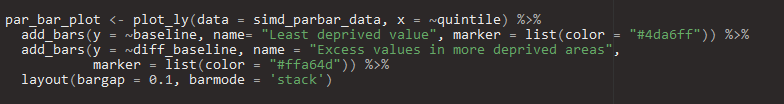 par_bar_plot <- plot_ly(data = simd_parbar_data, x = ~quintile) %>%
add_bars(y = ~baseline, name= "Least deprived value", marker = list(color = "#4da6ff")) %>%
add_bars(y = ~diff_baseline, name = "Excess values in more deprived areas",
marker = list(color = "#ffa64d")) %>%
layout(bargap = 0.1, barmode = 'stack')